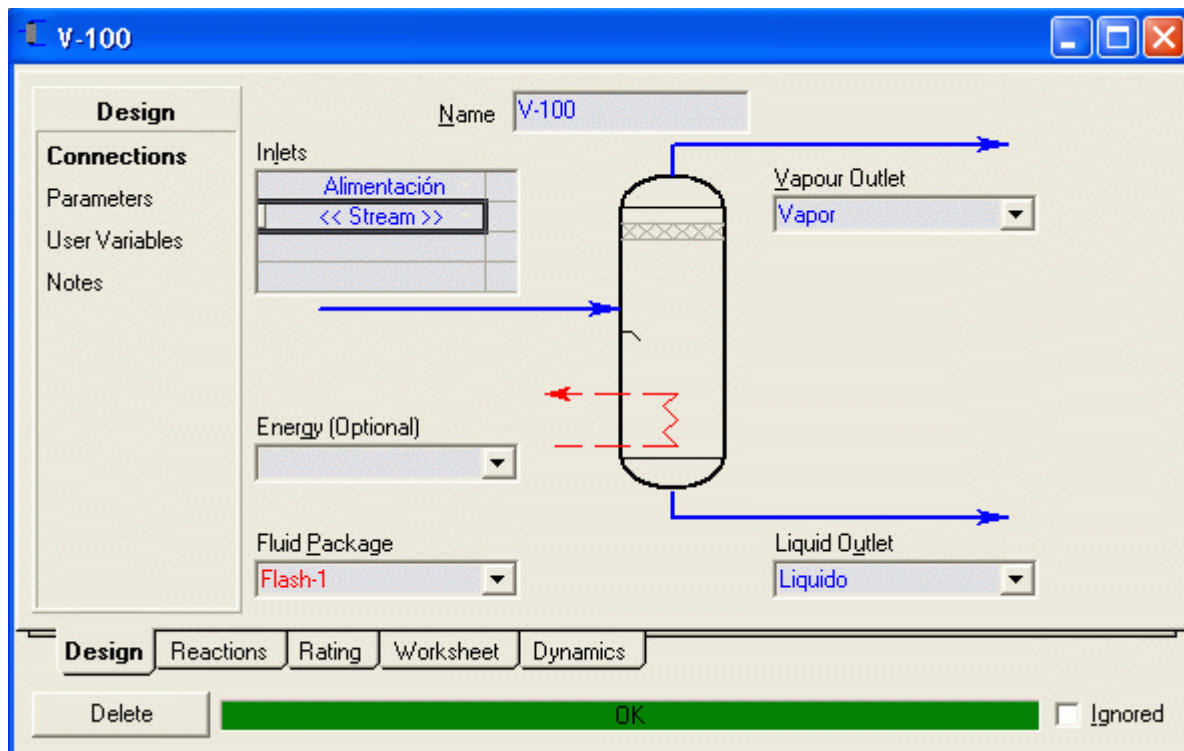 V-100
Design
Connections
Parameters
User Variables
Notes
Name V-100
Inlets
Alimentación
<< Stream >>
Vapour Outlet
Vapor
Energy (Optional)
Fluid Package
Flash-1
Liquid Outlet
Liquido
Design Reactions Rating Worksheet Dynamics
Delete OK Ignored